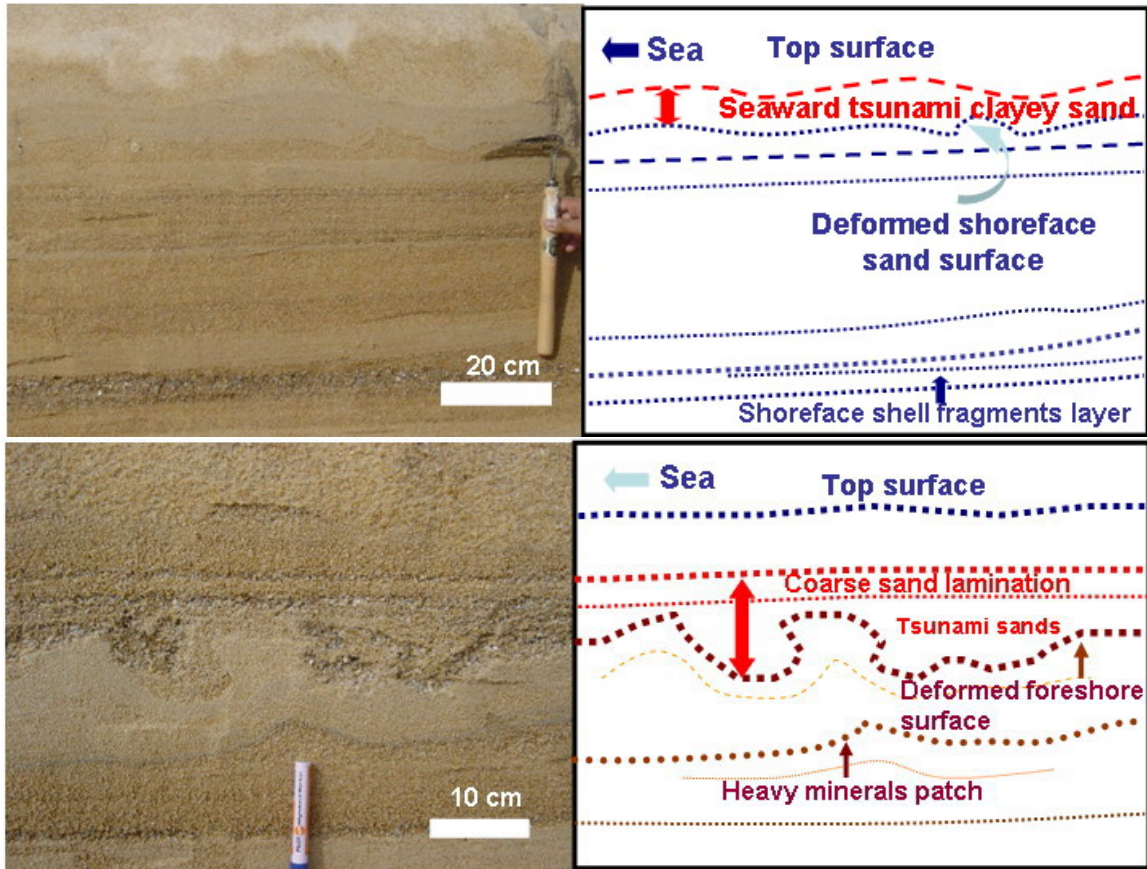 Sea
Top surface
Seaward tsunami clayey sand
Deformed shoreface
sand surface
20 cm
Shoreface shell fragments layer
Sea
Top surface
Coarse sand lamination
Tsunami sands
Deformed foreshore
surface
Heavy minerals patch
10 cm